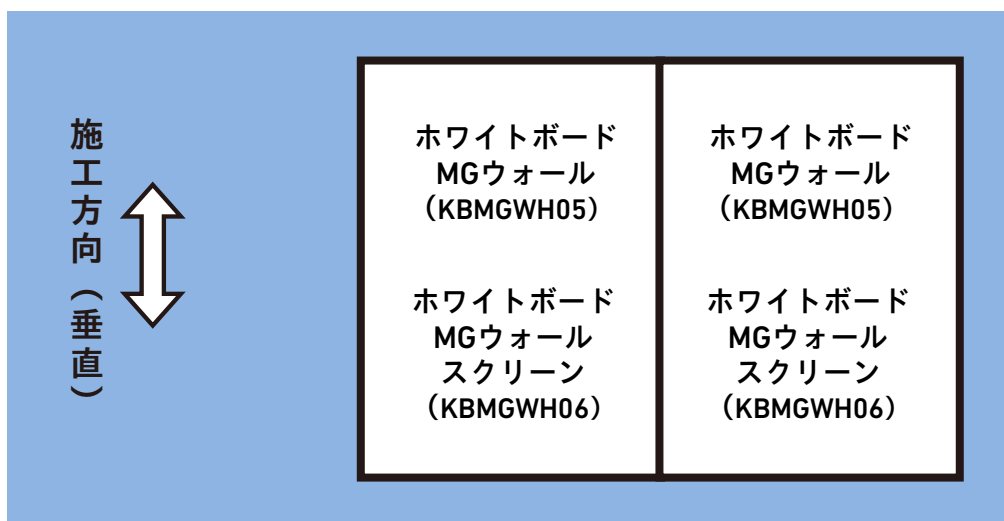 施工方向（垂直）
ホワイトボード
MGウォール
（KBMGWH05）
ホワイトボード
MGウォール
スクリーン
（KBMGWH06）
ホワイトボード
MGウォール
（KBMGWH05）
ホワイトボード
MGウォール
スクリーン
（KBMGWH06）